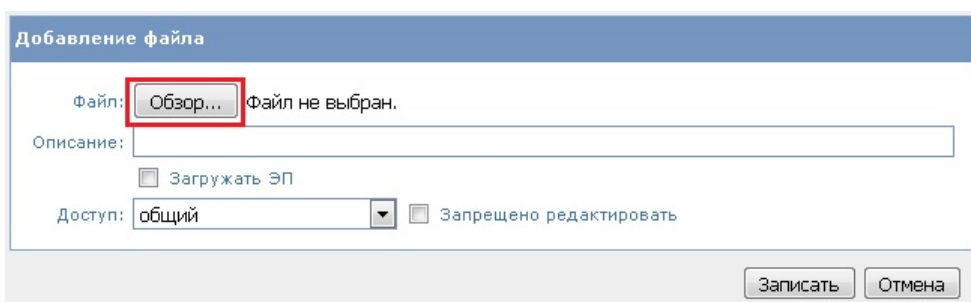 Добавление файла
Файл: Обзор... Файл не выбран.
Описание:
Загружать ЭП
Доступ: общий Запрещено редактировать
Записать Отмена